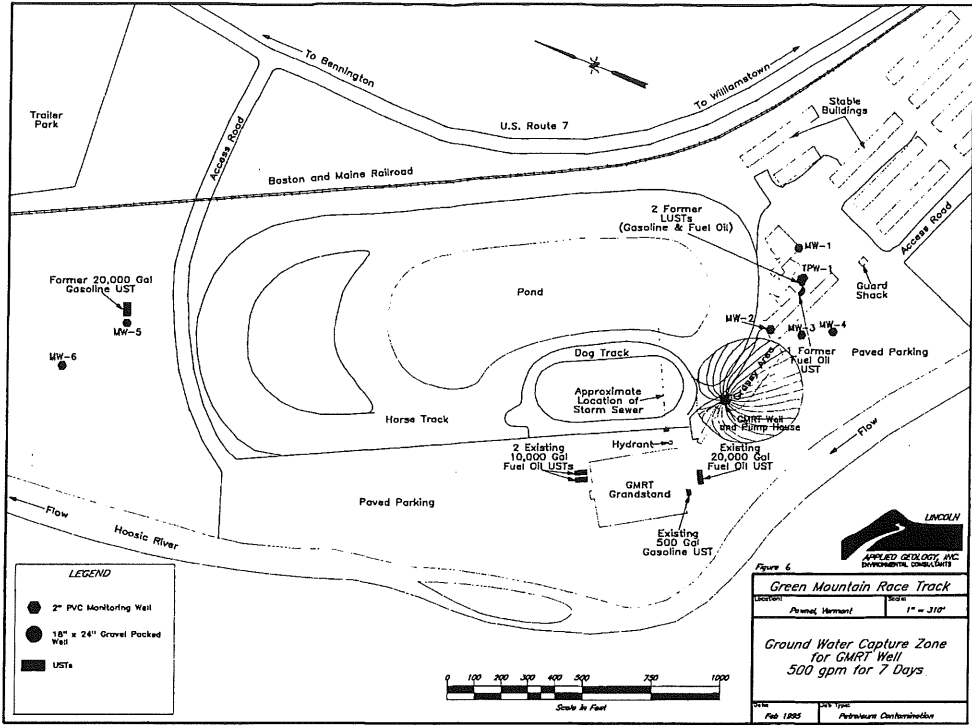 To Bennington
To Williamstown
Trailer
Park
Access Road
U.S. Route 7
Stable
Buildings
Boston and Maine Railroad
2 Former
LUSTs
(Gasoline & Fuel Oil)
MW-1
Access Road
TPW-1
Former 20,000 Gal
Gasoline UST
Guard
Shack
Pond
MW-5
MW-2
MW-3
MW-4
MW-6
Dog Track
1 Former
Fuel Oil
UST
Paved Parking
Grassy Area
Approximate
Location of
Storm Sewer
Horse Track
GMRT Well
and Pump House
Flow
Hydrant
2 Existing
10,000 Gal
Fuel Oil USTs
Existing
20,000 Gal
Fuel Oil UST
GMRT
Grandstand
Paved Parking
Flow
Hoosic River
Existing
500 Gal
Gasoline UST
LINCOLN
APPLIED GEOLOGY, INC.
ENVIRONMENTAL CONSULTANTS
LEGEND
2" PVC Monitoring Well
18" x 24" Gravel Packed
Well
USTs
0 100 200 300 400 500 750 1000
Scale in Feet
Figure 6
Green Mountain Race Track
Location:
Pownal, Vermont
Scale:
1" = 310'
Ground Water Capture Zone
for GMRT Well
500 gpm for 7 Days
Date:
Feb 1995
Job Type:
Petroleum Contamination